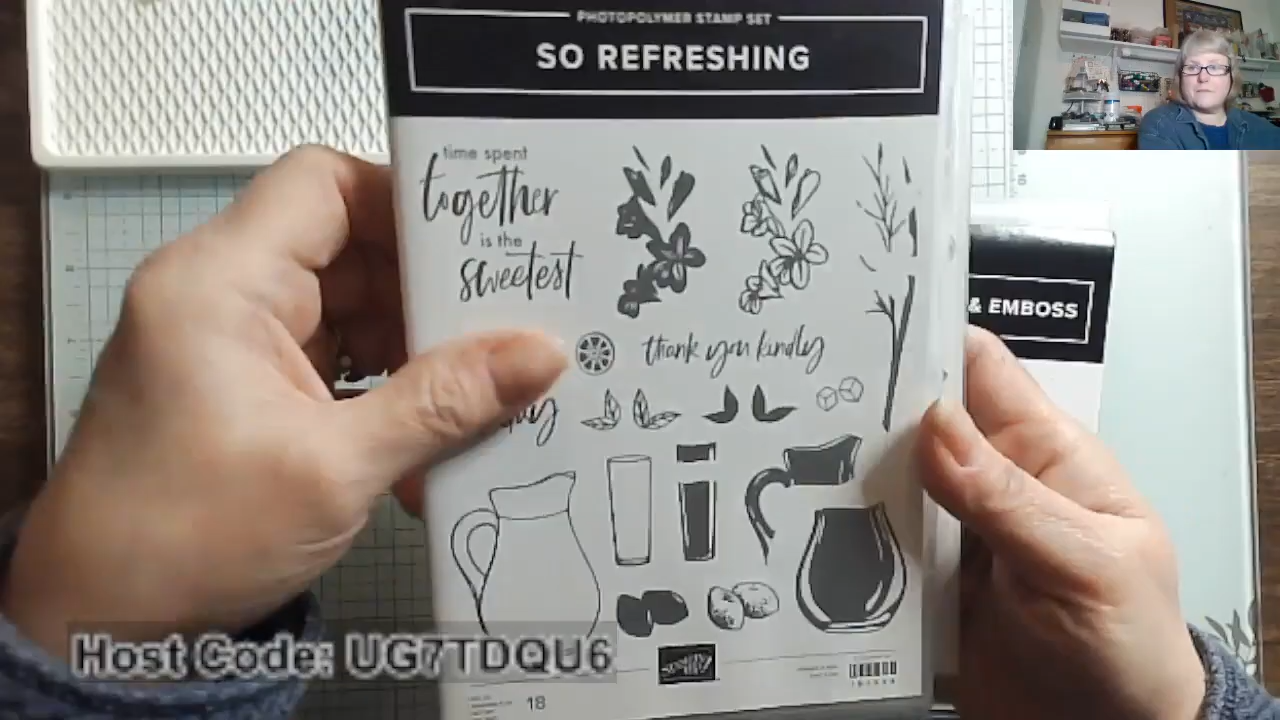 PHOTOPOLYMER STAMP SET
SO REFRESHING
time spent
together
is the
sweetest
& EMBOSS
thank you kindly
18
Host Code: UG7TDQU6